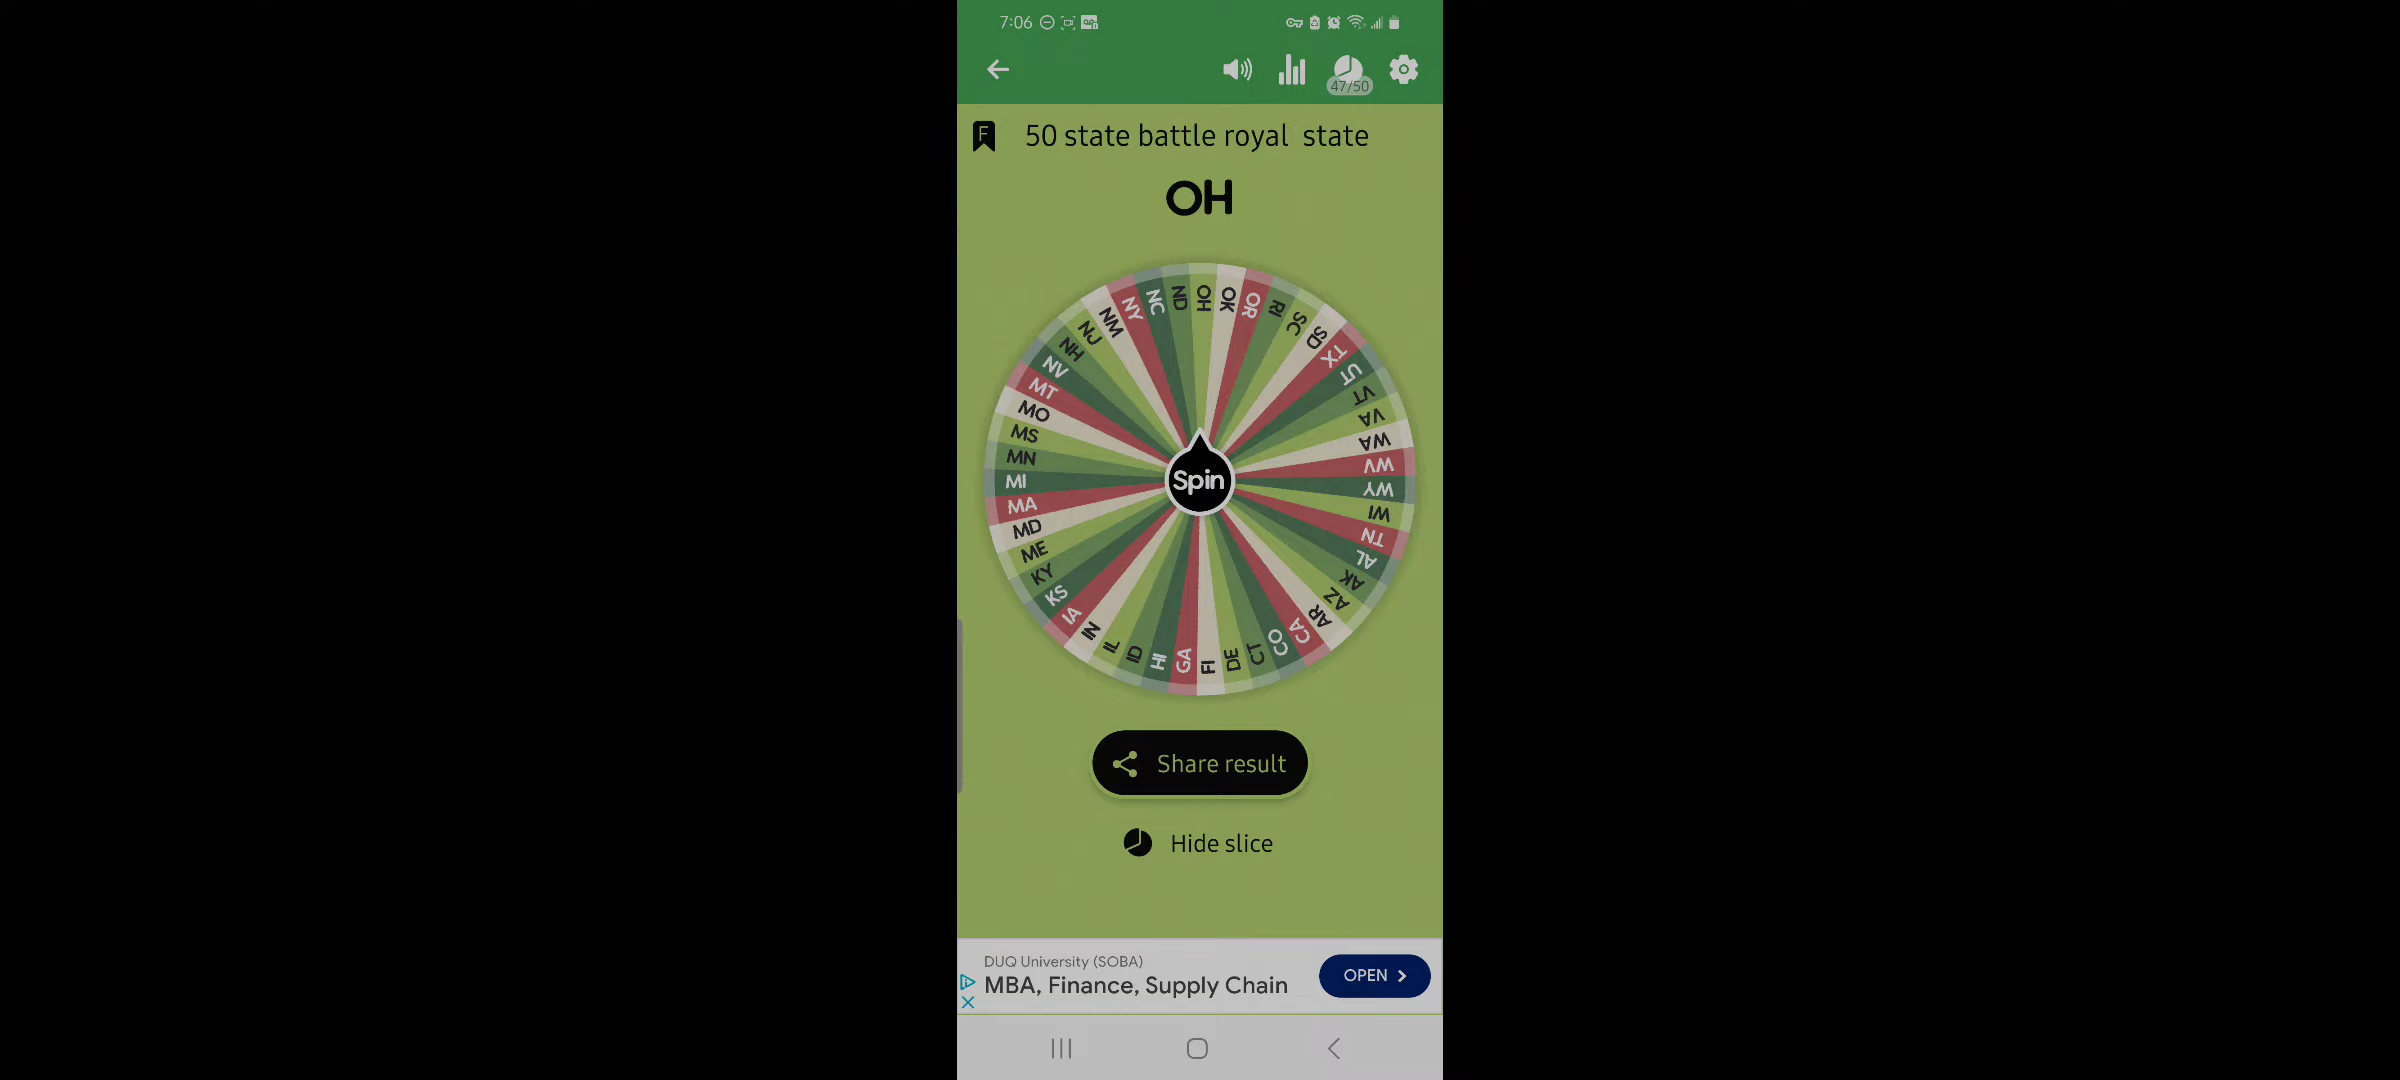 7:06
47/50
F
50 state battle royal  state
OH
OH
OK
OR
RI
SC
SD
TX
UT
VT
VA
WA
WV
WY
WI
TN
AL
AK
AZ
AR
CA
CO
CT
DE
FI
GA
HI
ID
IL
IN
IA
KS
KY
ME
MD
MA
MI
MN
MS
MO
MT
NV
NH
NJ
NM
NY
NC
ND
Spin
Share result
Hide slice
DUQ University (SOBA)
MBA, Finance, Supply Chain
OPEN